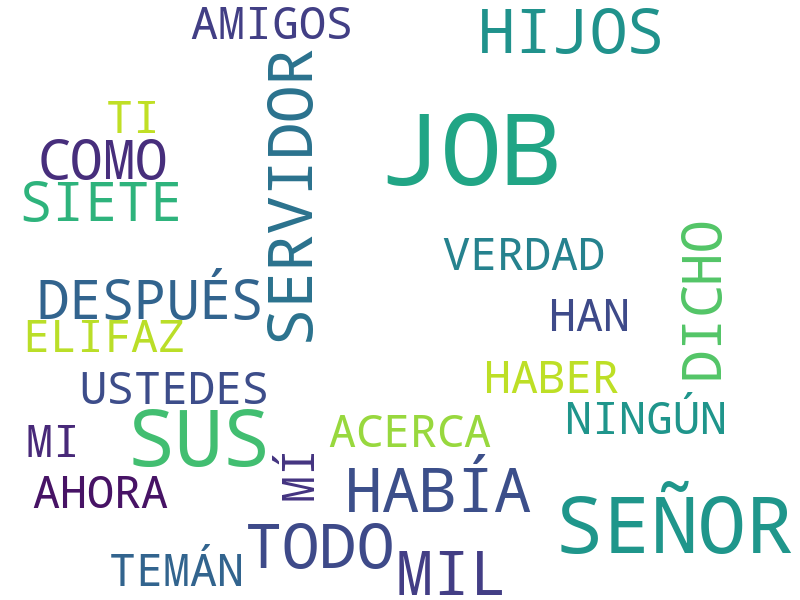 AMIGOS
HIJOS
SERVIDOR
TI
JOB
COMO
SIETE
VERDAD
DICHO
DESPUÉS
HAN
ELIFAZ
HABER
USTEDES
NINGÚN
SUS
ACERCA
MI
MÍ
HABÍA
AHORA
SEÑOR
TODO
MIL
TEMÁN